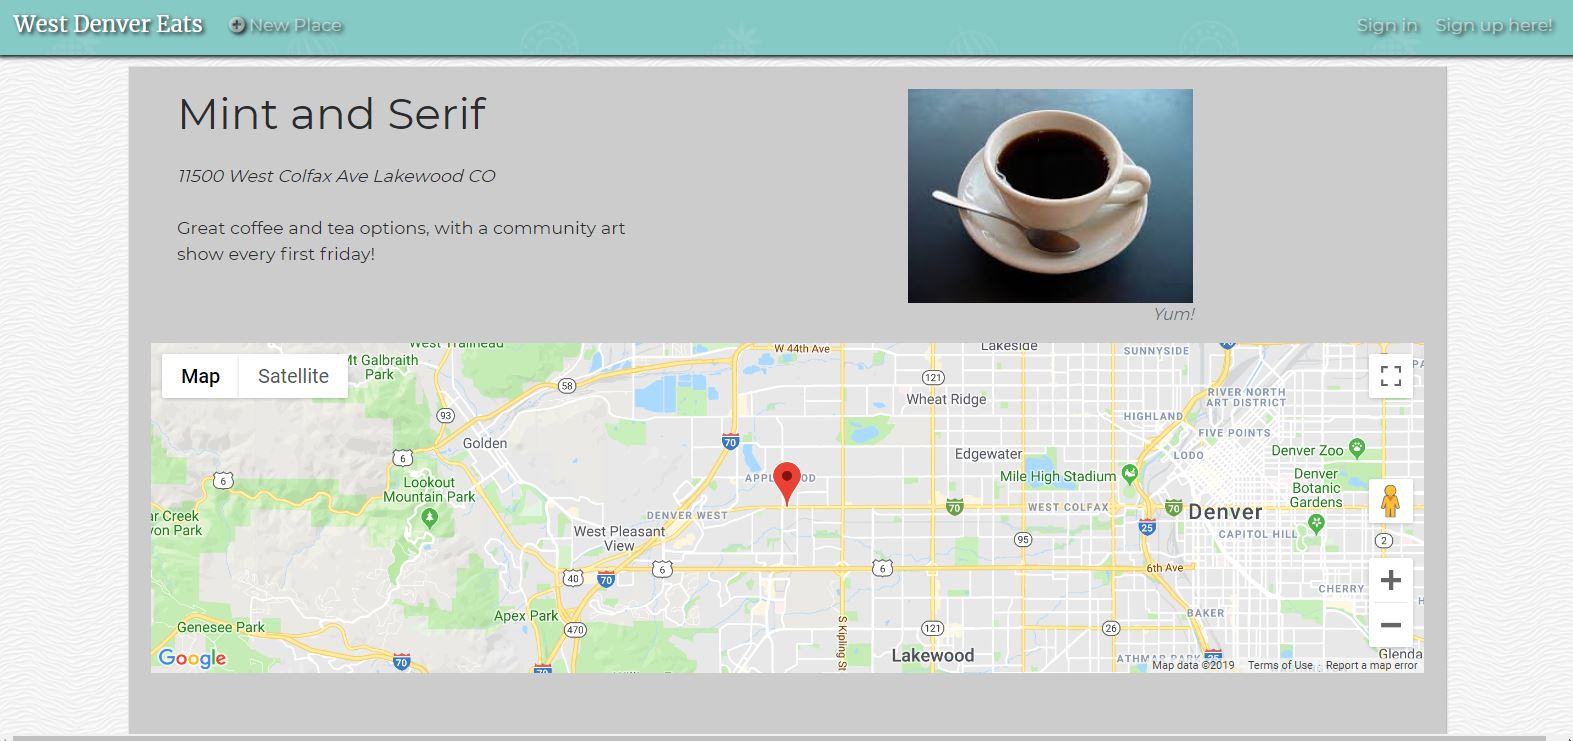 West Denver Eats
New Place
Sign in
Sign up here!
Mint and Serif
11500 West Colfax Ave Lakewood CO
Great coffee and tea options, with a community art
show every first friday!
Yum!
Map
Satellite
West Trailhead
Mt Galbraith
Park
W 44th Ave
Lakeside
SUNNYSIDE
70
58
121
Wheat Ridge
RIVER NORTH
ART DISTRICT
93
HIGHLAND
Golden
70
FIVE POINTS
6
Edgewater
LODO
Denver Zoo
6
Lookout
Mountain Park
Mile High Stadium
Denver
Botanic
Gardens
DENVER WEST
70
WEST COLFAX
70
Denver
West Pleasant
View
25
CAPITOL HILL
95
2
40
70
6
6
6th Ave
CHERRY
Apex Park
BAKER
Genesee Park
470
S Kipling St
121
26
Google
70
70
Lakewood
ATHMAR PARK
25
Glenda
Map data ©2019
Terms of Use
Report a map error